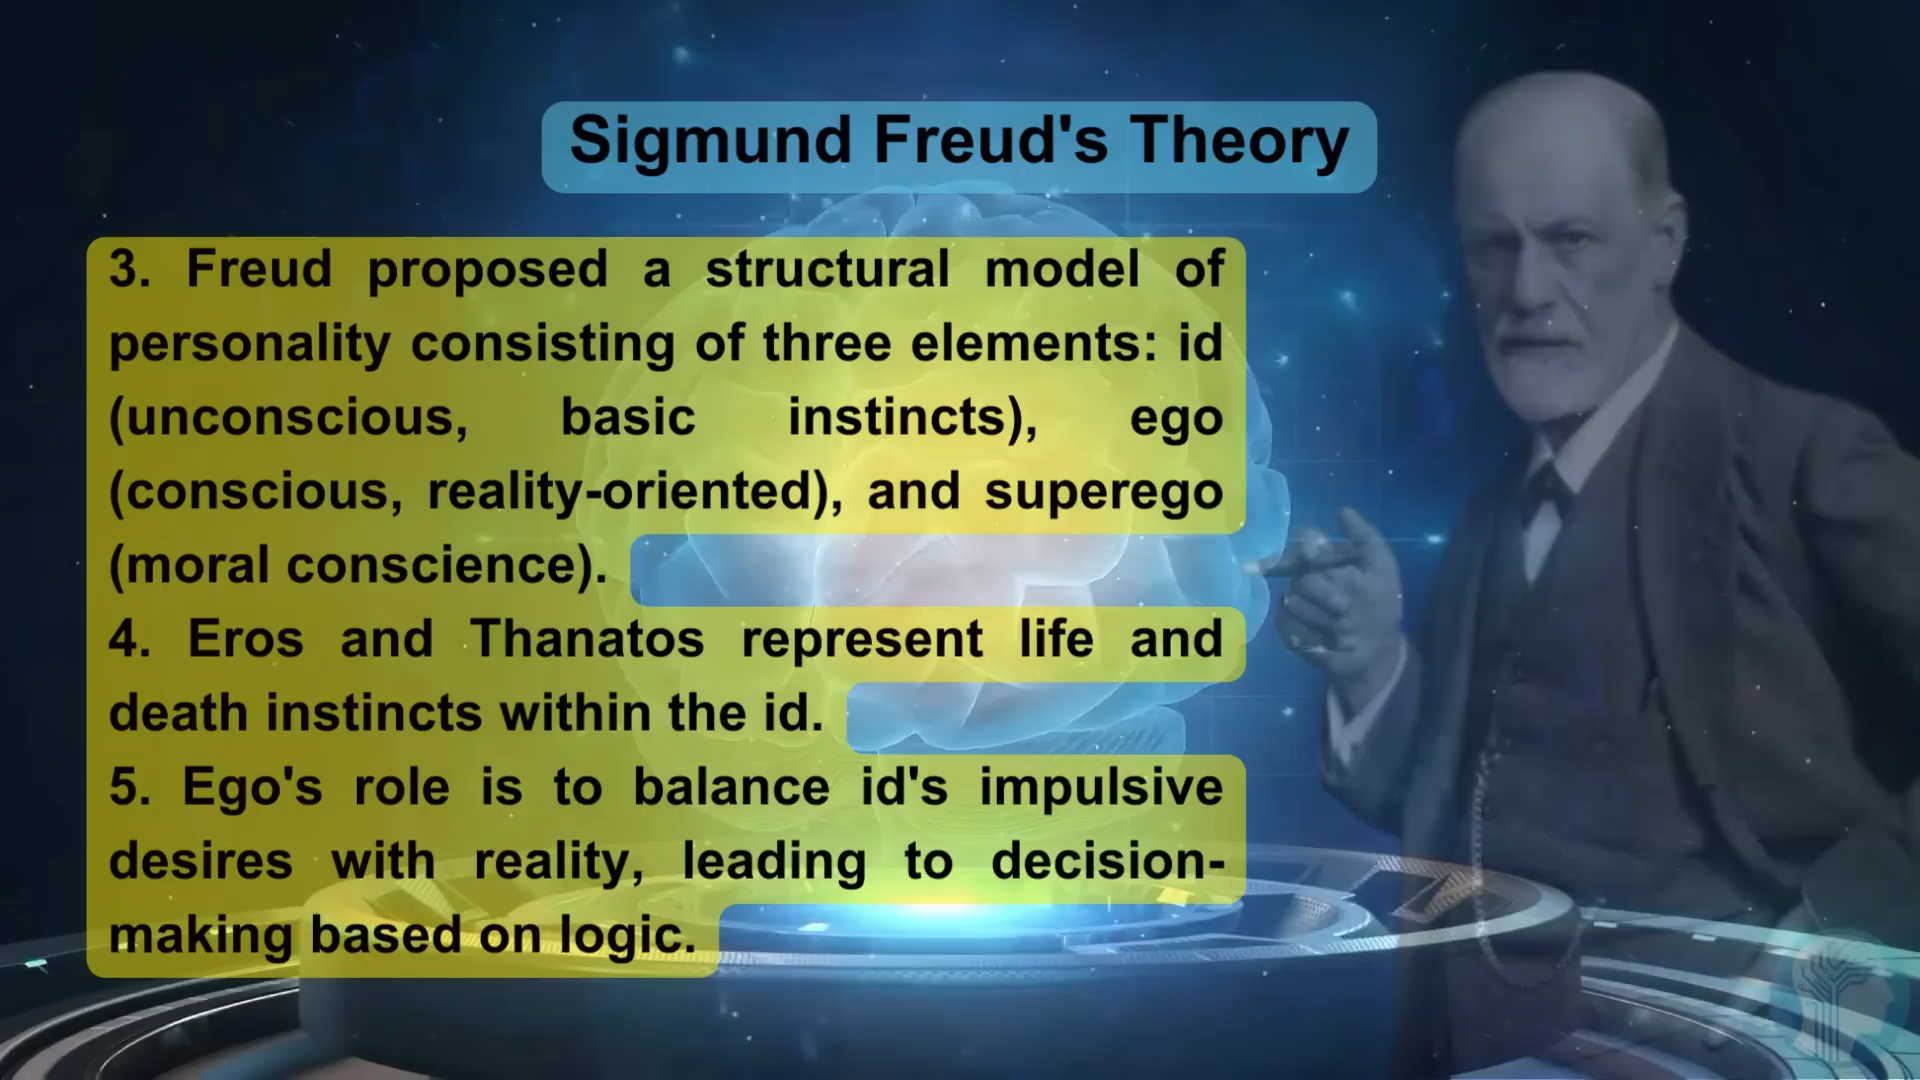 Sigmund Freud's Theory
3. Freud proposed a structural model of
personality consisting of three elements: id
(unconscious, basic instincts), ego
(conscious, reality-oriented), and superego
(moral conscience).
4. Eros and Thanatos represent life and
death instincts within the id.
5. Ego's role is to balance id's impulsive
desires with reality, leading to decision-
making based on logic.